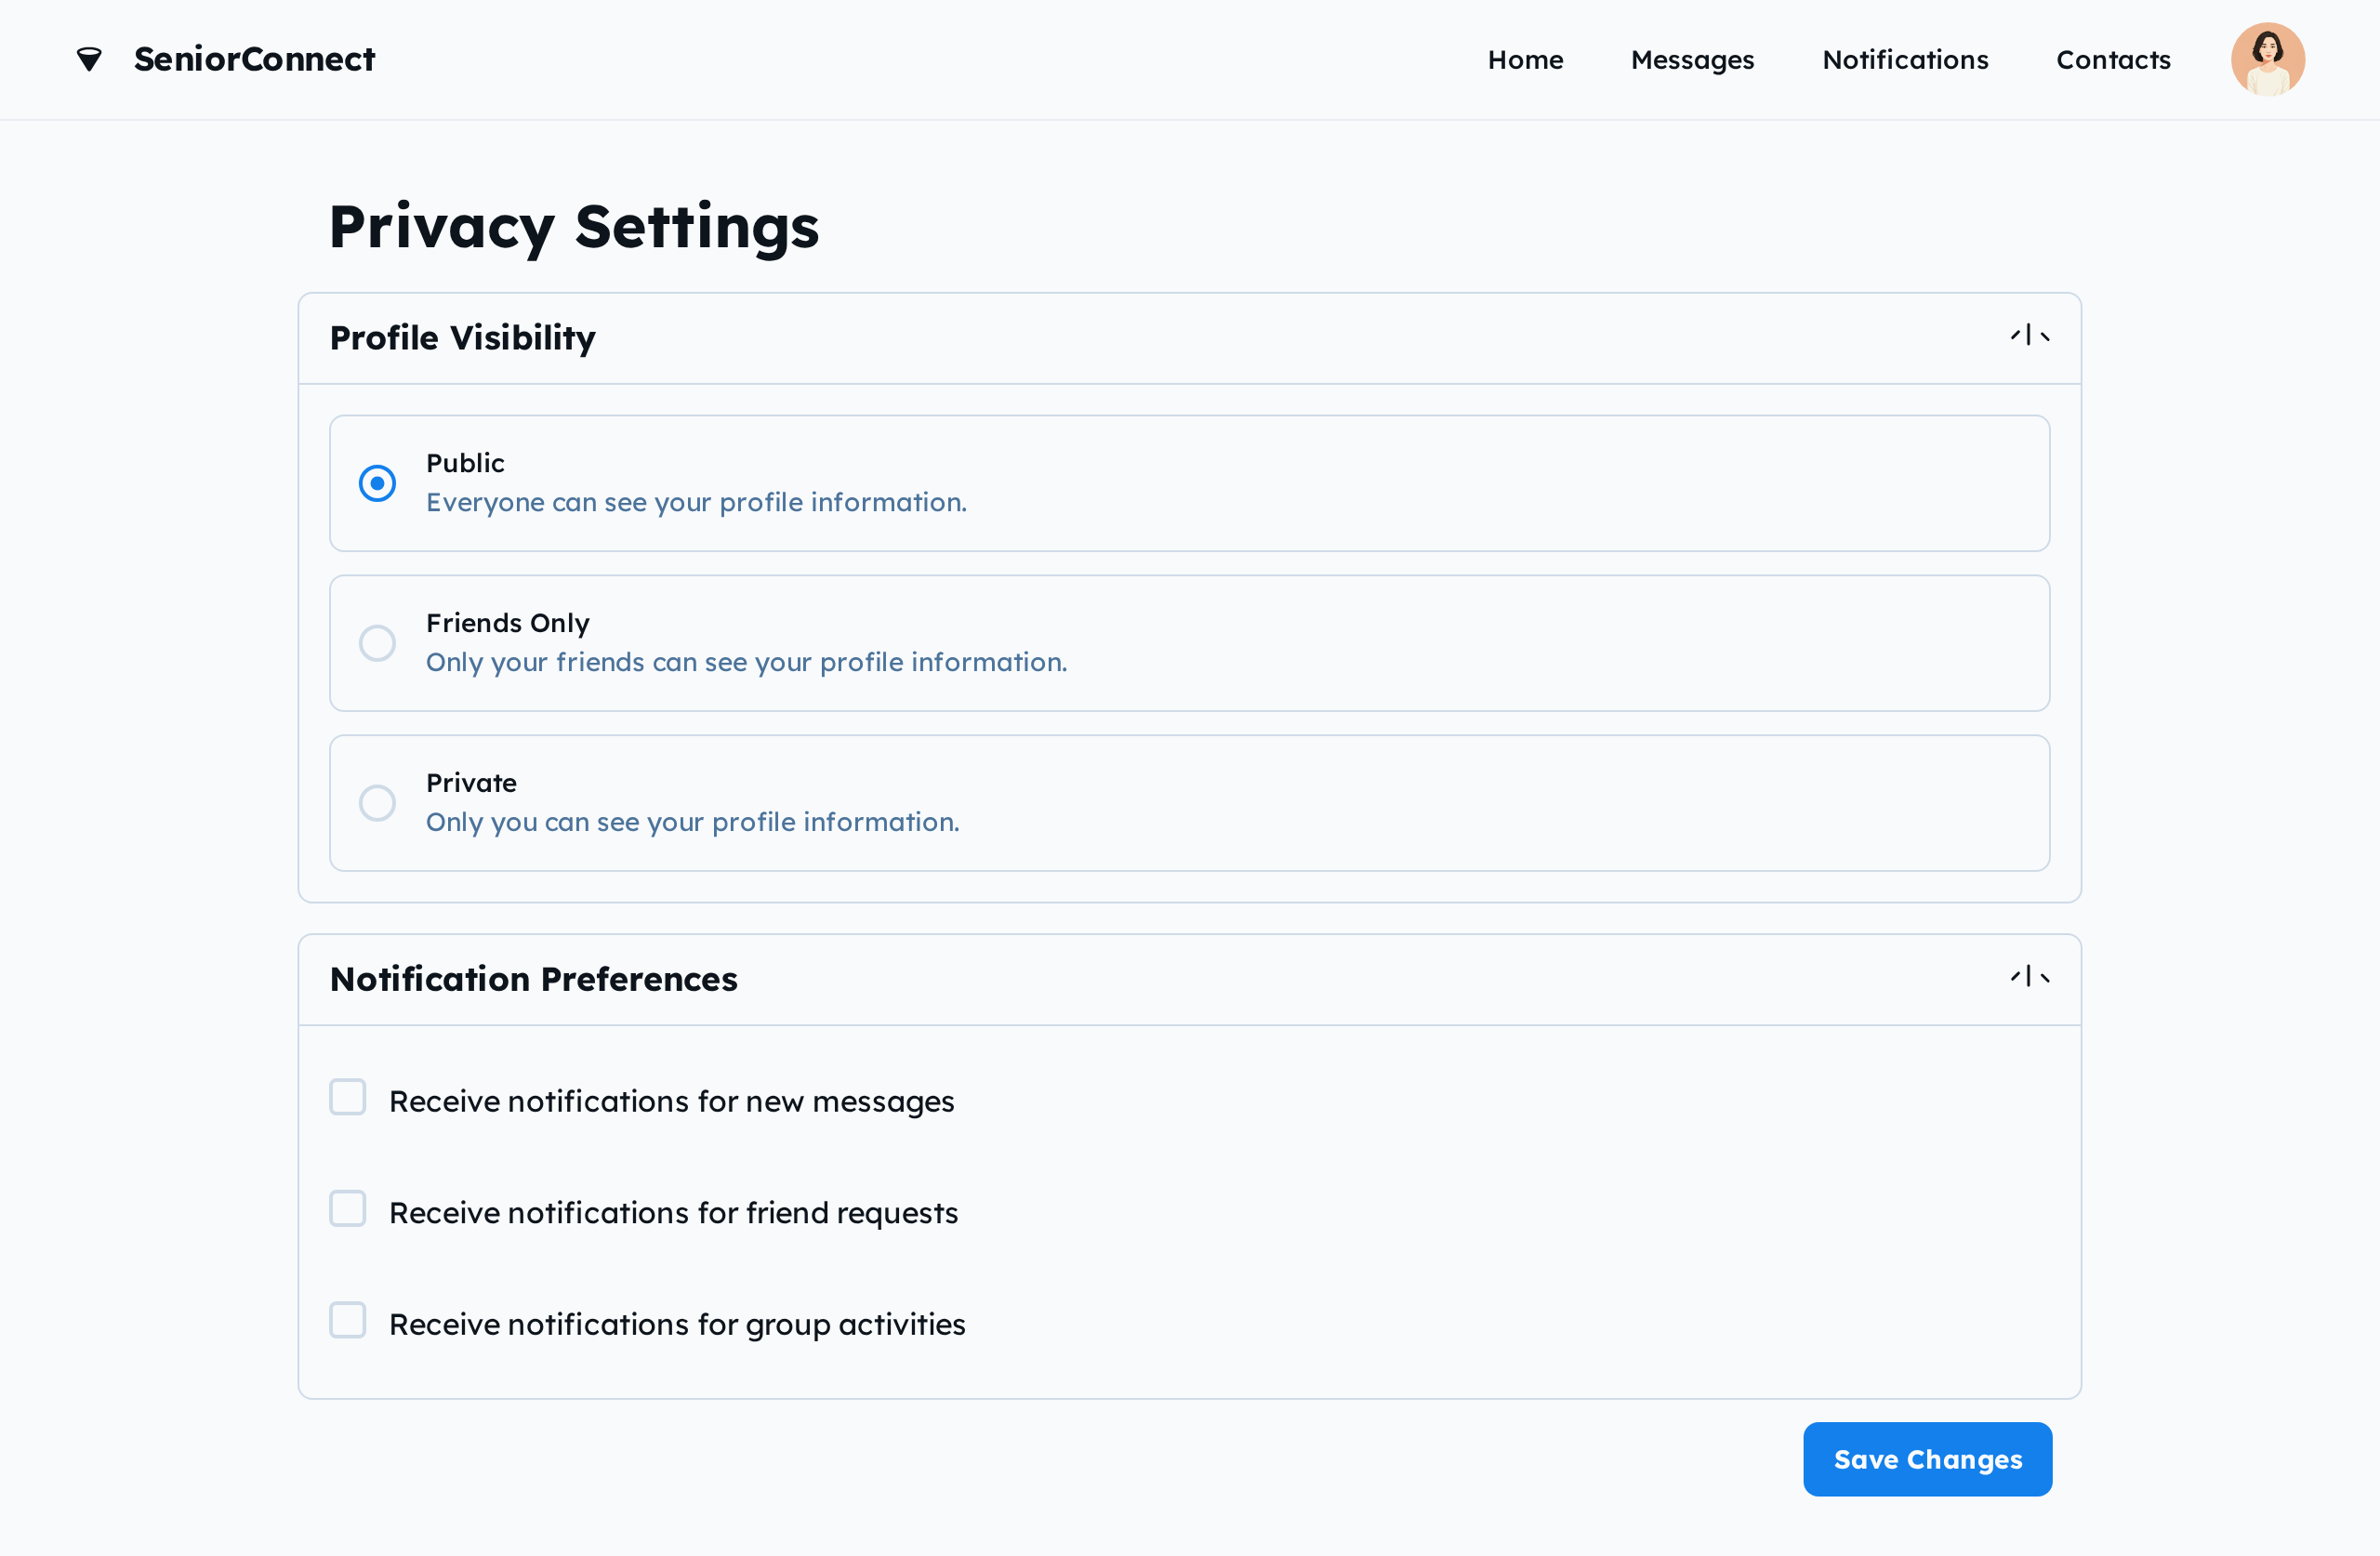 SeniorConnect
Home
Messages
Notifications
Contacts
Privacy Settings
Profile Visibility
Public
Everyone can see your profile information.
Friends Only
Only your friends can see your profile information.
Private
Only you can see your profile information.
Notification Preferences
Receive notifications for new messages
Receive notifications for friend requests
Receive notifications for group activities
Save Changes